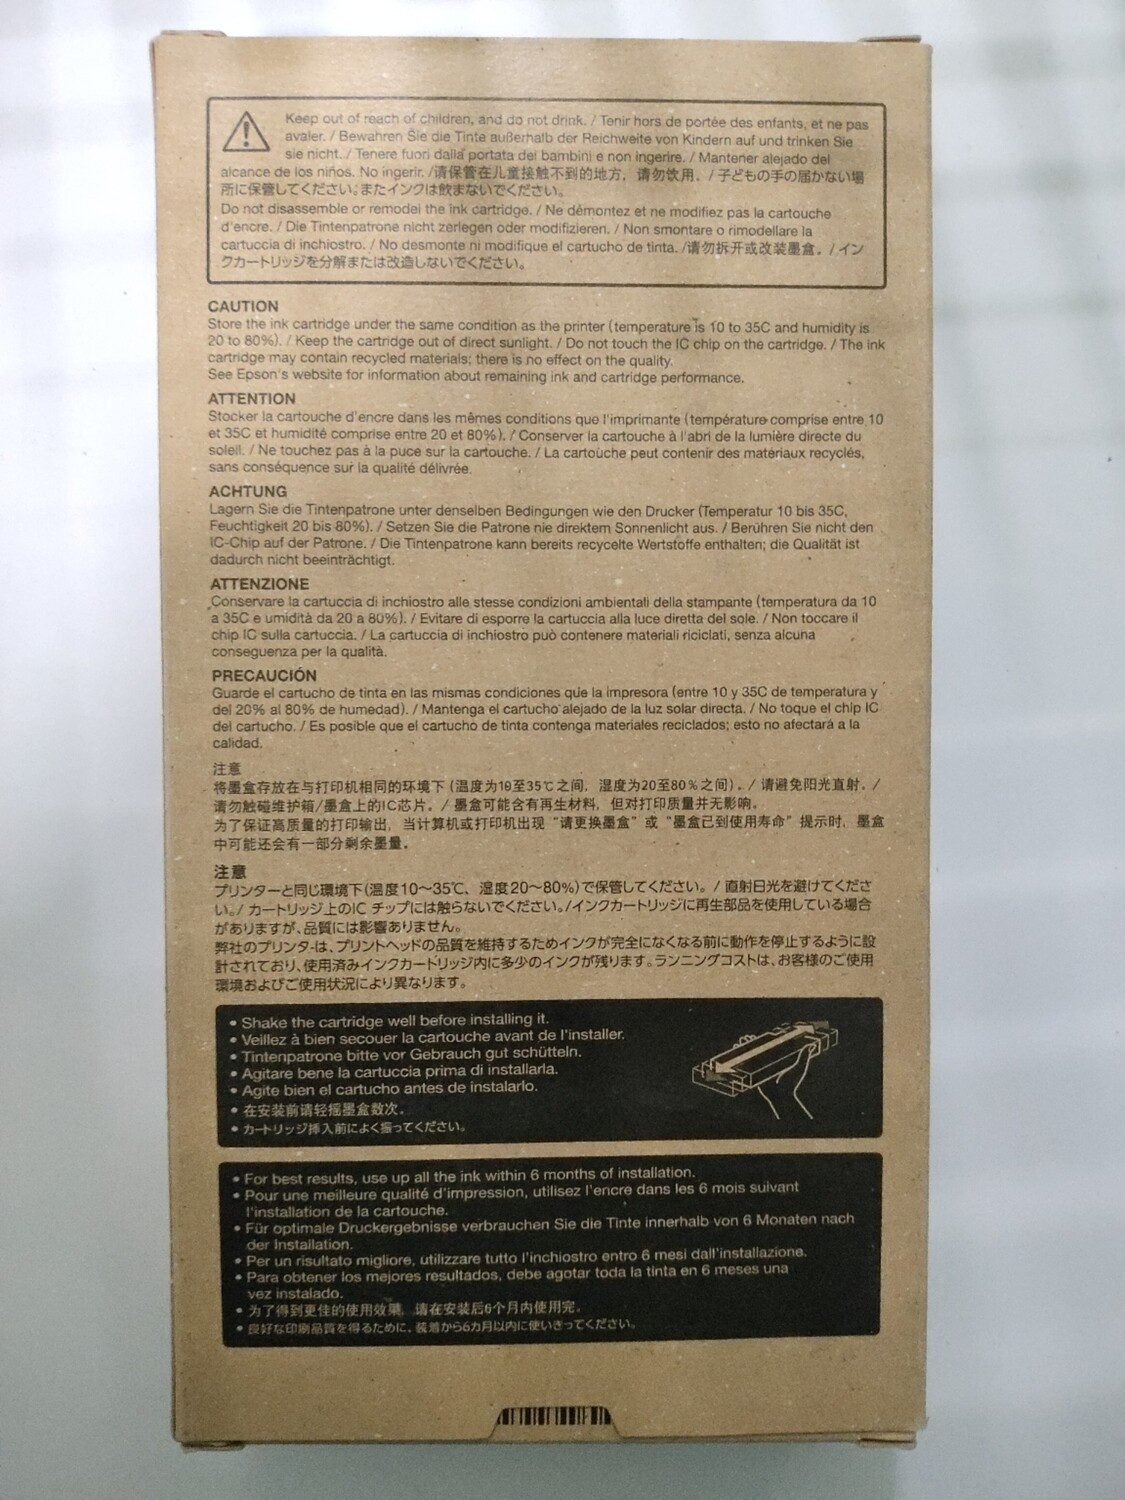 Keep out of reach of children, and do not drink. / Tenir hors de portée des enfants, et ne pas
avaler. / Bewahren Sie die Tinte außerhalb der Reichweite von Kindern auf und trinken Sie
sie nicht. / Tenere fuori dalla portata dei bambini e non ingerire. / Mantener alejado del
alcance de los niños. No ingerir. /请保管在儿童接触不到的地方，请勿饮用。/ 子どもの手の届かない場
所に保管してください。またインクは飲まないでください。
Do not disassemble or remodel the ink cartridge. / Ne démontez et ne modifiez pas la cartouche
d'encre. / Die Tintenpatrone nicht zerlegen oder modifizieren. / Non smontare o rimodellare la
cartuccia di inchiostro. / No desmonte ni modifique el cartucho de tinta. /请勿拆开或改装墨盒。/ イン
クカートリッジを分解または改造しないでください。
CAUTION
Store the ink cartridge under the same condition as the printer (temperature is 10 to 35C and humidity is
20 to 80%). / Keep the cartridge out of direct sunlight. / Do not touch the IC chip on the cartridge. / The ink
cartridge may contain recycled materials; there is no effect on the quality.
See Epson's website for information about remaining ink and cartridge performance.
ATTENTION
Stocker la cartouche d'encre dans les mêmes conditions que l'imprimante (température comprise entre 10
et 35C et humidité comprise entre 20 et 80%). / Conserver la cartouche à l'abri de la lumière directe du
soleil. / Ne touchez pas à la puce sur la cartouche. / La cartouche peut contenir des matériaux recyclés,
sans conséquence sur la qualité délivrée.
ACHTUNG
Lagern Sie die Tintenpatrone unter denselben Bedingungen wie den Drucker (Temperatur 10 bis 35C,
Feuchtigkeit 20 bis 80%). / Setzen Sie die Patrone nie direktem Sonnenlicht aus. / Berühren Sie nicht den
IC-Chip auf der Patrone. / Die Tintenpatrone kann bereits recycelte Wertstoffe enthalten; die Qualität ist
dadurch nicht beeinträchtigt.
ATTENZIONE
Conservare la cartuccia di inchiostro alle stesse condizioni ambientali della stampante (temperatura da 10
a 35C e umidità da 20 a 80%). / Evitare di esporre la cartuccia alla luce diretta del sole. / Non toccare il
chip IC sulla cartuccia. / La cartuccia di inchiostro può contenere materiali riciclati, senza alcuna
conseguenza per la qualità.
PRECAUCIÓN
Guarde el cartucho de tinta en las mismas condiciones que la impresora (entre 10 y 35C de temperatura y
del 20% al 80% de humedad). / Mantenga el cartucho alejado de la luz solar directa. / No toque el chip IC
del cartucho. / Es posible que el cartucho de tinta contenga materiales reciclados; esto no afectará a la
calidad.
注意
将墨盒存放在与打印机相同的环境下 (温度为10至35℃之间，湿度为20至80%之间)。/ 请避免阳光直射。/
请勿触碰维护箱/墨盒上的IC芯片。/ 墨盒可能含有再生材料，但对打印质量并无影响。
为了保证高质量的打印输出，当计算机或打印机出现“请更换墨盒”或“墨盒已到使用寿命”提示时，墨盒
中可能还会有一部分剩余墨量。
注意
プリンターと同じ環境下(温度10～35℃、湿度20～80%)で保管してください。/ 直射日光を避けてくださ
い。/ カートリッジ上のIC チップには触らないでください。/インクカートリッジに再生部品を使用している場合
がありますが、品質には影響ありません。
弊社のプリンターは、プリントヘッドの品質を維持するためインクが完全になくなる前に動作を停止するように設
計されており、使用済みインクカートリッジ内に多少のインクが残ります。ランニングコストは、お客様のご使用
環境およびご使用状況により異なります。
• Shake the cartridge well before installing it.
• Veillez à bien secouer la cartouche avant de l'installer.
• Tintenpatrone bitte vor Gebrauch gut schütteln.
• Agitare bene la cartuccia prima di installarla.
• Agite bien el cartucho antes de instalarlo.
• 在安装前请轻摇墨盒数次。
• カートリッジ挿入前によく振ってください。
• For best results, use up all the ink within 6 months of installation.
• Pour une meilleure qualité d'impression, utilisez l'encre dans les 6 mois suivant
l'installation de la cartouche.
• Für optimale Druckergebnisse verbrauchen Sie die Tinte innerhalb von 6 Monaten nach
der Installation.
• Per un risultato migliore, utilizzare tutto l'inchiostro entro 6 mesi dall'installazione.
• Para obtener los mejores resultados, debe agotar toda la tinta en 6 meses una
vez instalado.
• 为了得到更佳的使用效果，请在安装后6个月内使用完。
• 良好な印刷品質を得るために、装着から6カ月以内に使いきってください。